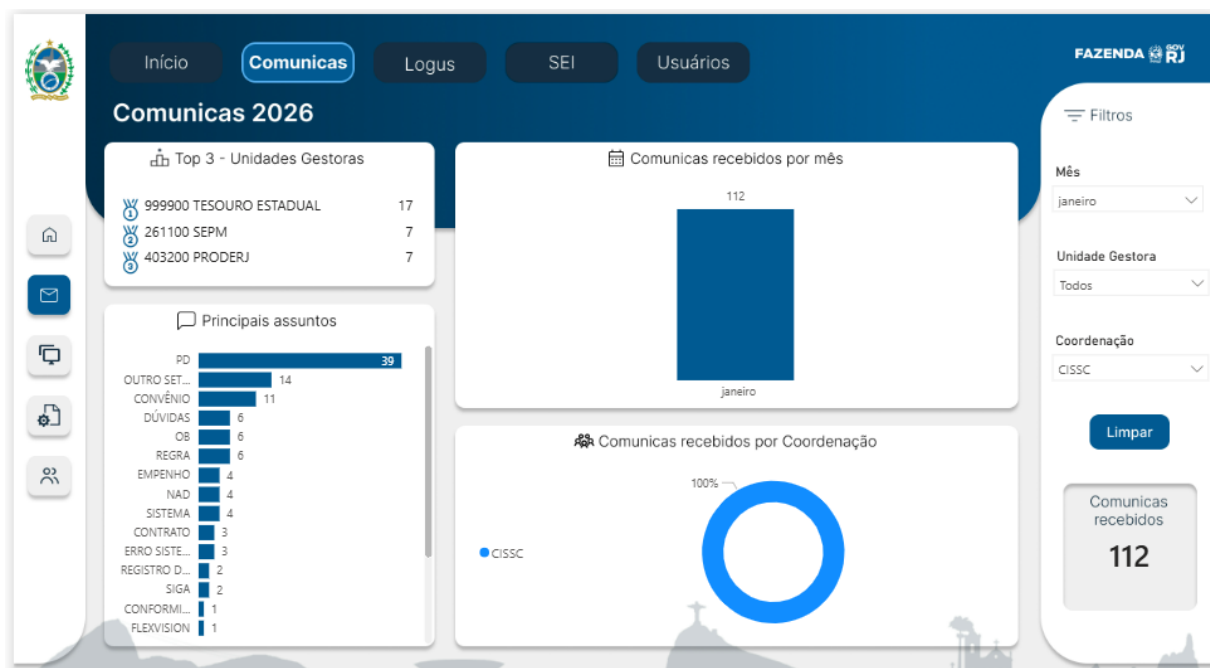 Início
Comunicas
Logus
SEI
Usuários
FAZENDA GOV RJ
Comunicas 2026
Filtros
Top 3 - Unidades Gestoras
1 999900 TESOURO ESTADUAL 17
2 261100 SEPM 7
3 403200 PRODERJ 7
Principais assuntos
PD 39
OUTRO SET... 14
CONVÊNIO 11
DÚVIDAS 6
OB 6
REGRA 6
EMPENHO 4
NAD 4
SISTEMA 4
CONTRATO 3
ERRO SISTE... 3
REGISTRO D... 2
SIGA 2
CONFORMI... 1
FLEXVISION 1
Comunicas recebidos por mês
112
janeiro
Comunicas recebidos por Coordenação
100%
CISSC
Mês
janeiro
Unidade Gestora
Todos
Coordenação
CISSC
Limpar
Comunicas
recebidos
112